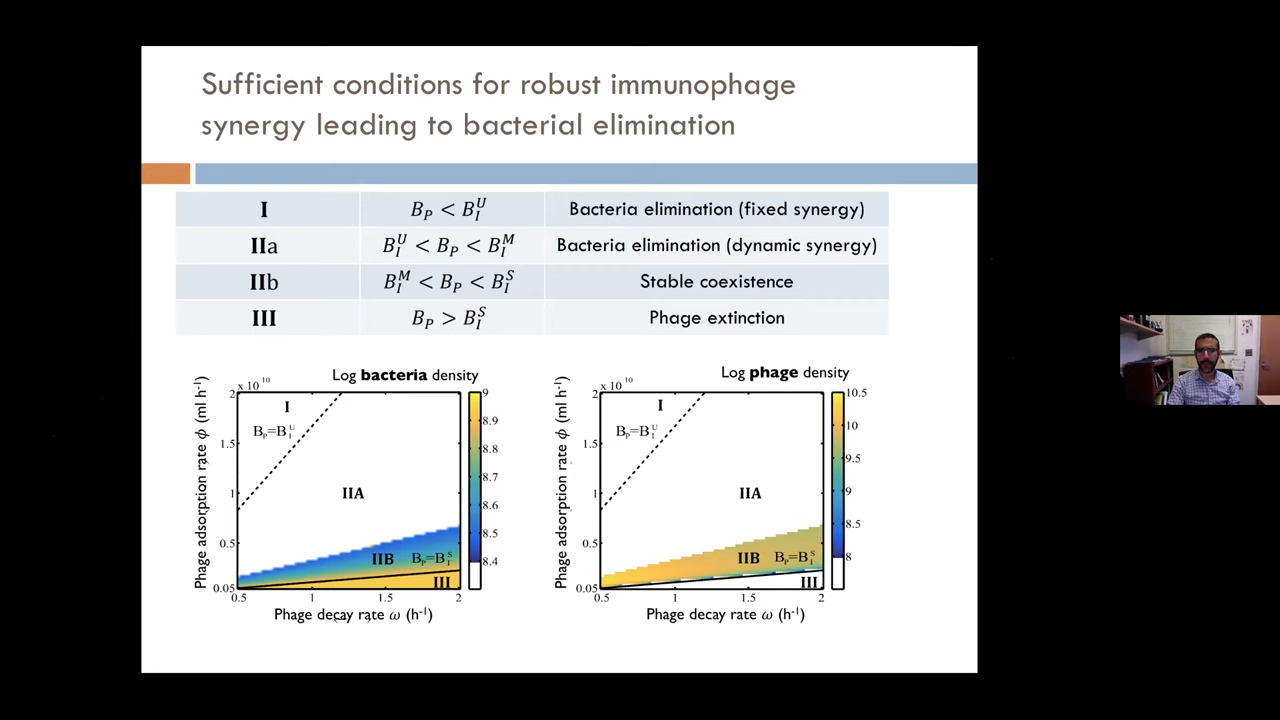 Sufficient conditions for robust immunophage
synergy leading to bacterial elimination
I B_P < B_I^U Bacteria elimination (fixed synergy)
IIa B_I^U < B_P < B_I^M Bacteria elimination (dynamic synergy)
IIb B_I^M < B_P < B_I^S Stable coexistence
III B_P > B_I^S Phage extinction
Log bacteria density
Phage adsorption rate ϕ (ml h⁻¹)
2 x 10¹⁰
1.5
1
0.5
0.05
I
B_P=B_I^U
IIA
IIB B_P=B_I^S
III
0.5 1 1.5 2
Phage decay rate ω (h⁻¹)
9
8.9
8.8
8.7
8.6
8.5
8.4
Log phage density
Phage adsorption rate ϕ (ml h⁻¹)
2 x 10¹⁰
1.5
1
0.5
0.05
I
B_P=B_I^U
IIA
IIB B_P=B_I^S
III
0.5 1 1.5 2
Phage decay rate ω (h⁻¹)
10.5
10
9.5
9
8.5
8